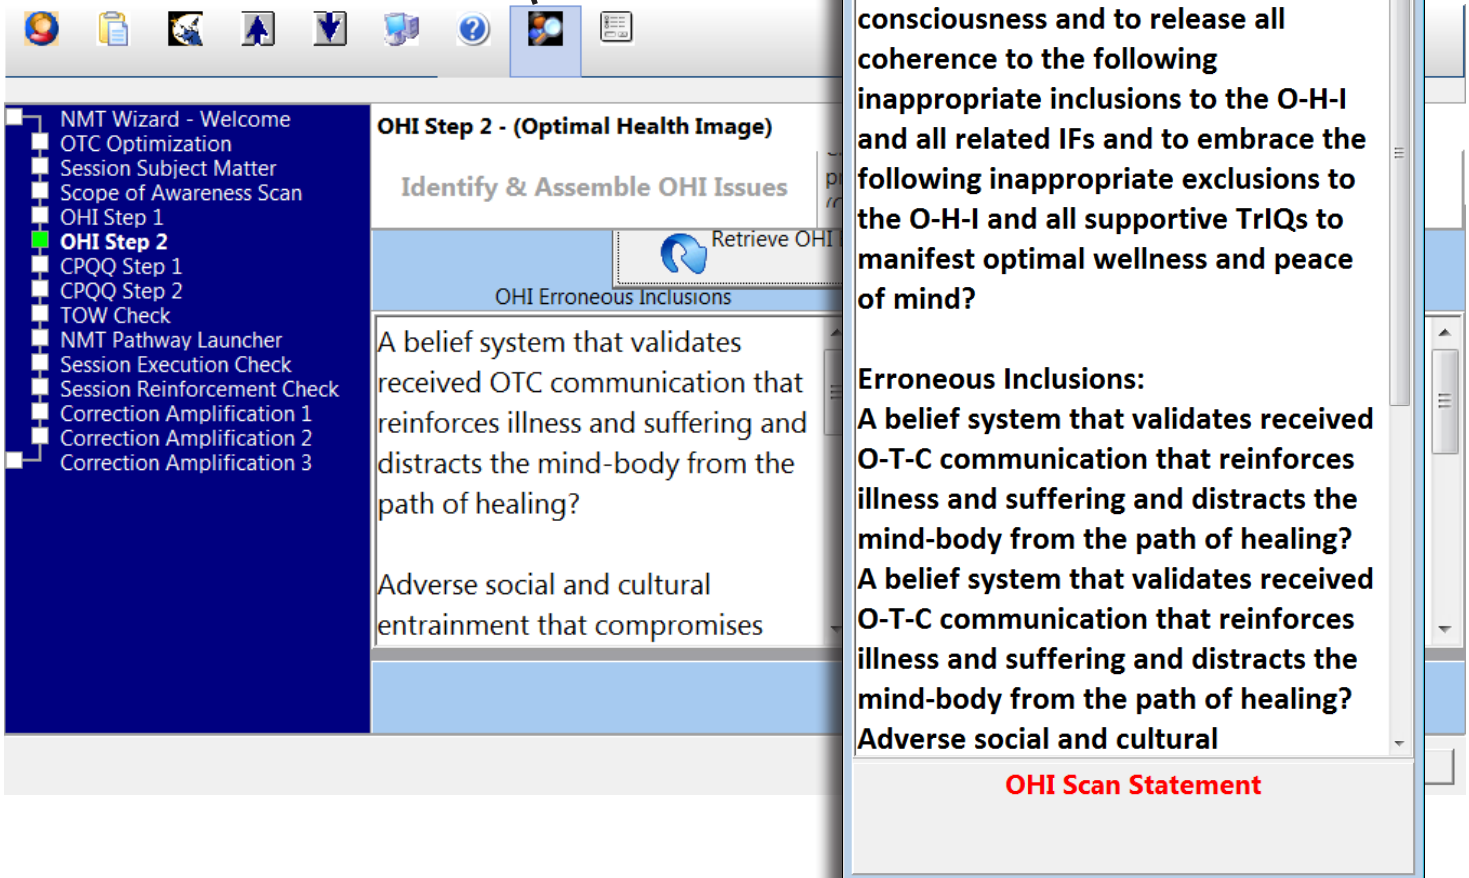 NMT Wizard - Welcome
OTC Optimization
Session Subject Matter
Scope of Awareness Scan
OHI Step 1
OHI Step 2
CPQQ Step 1
CPQQ Step 2
TOW Check
NMT Pathway Launcher
Session Execution Check
Session Reinforcement Check
Correction Amplification 1
Correction Amplification 2
Correction Amplification 3
OHI Step 2 - (Optimal Health Image)
Identify & Assemble OHI Issues
Retrieve OHI
OHI Erroneous Inclusions
A belief system that validates
received OTC communication that
reinforces illness and suffering and
distracts the mind-body from the
path of healing?
Adverse social and cultural
entrainment that compromises
consciousness and to release all
coherence to the following
inappropriate inclusions to the O-H-I
and all related IFs and to embrace the
following inappropriate exclusions to
the O-H-I and all supportive TrIQs to
manifest optimal wellness and peace
of mind?
Erroneous Inclusions:
A belief system that validates received
O-T-C communication that reinforces
illness and suffering and distracts the
mind-body from the path of healing?
A belief system that validates received
O-T-C communication that reinforces
illness and suffering and distracts the
mind-body from the path of healing?
Adverse social and cultural
OHI Scan Statement